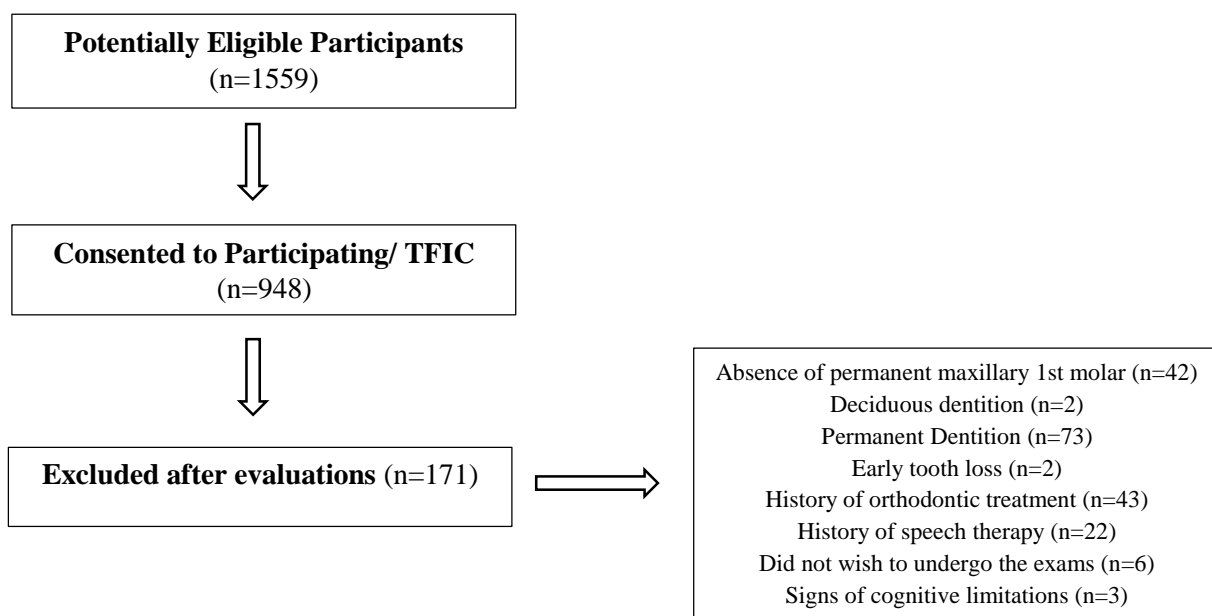 Potentially Eligible Participants
(n=1559)
Consented to Participating/ TFIC
(n=948)
Excluded after evaluations (n=171)
Absence of permanent maxillary 1st molar (n=42)
Deciduous dentition (n=2)
Permanent Dentition (n=73)
Early tooth loss (n=2)
History of orthodontic treatment (n=43)
History of speech therapy (n=22)
Did not wish to undergo the exams (n=6)
Signs of cognitive limitations (n=3)